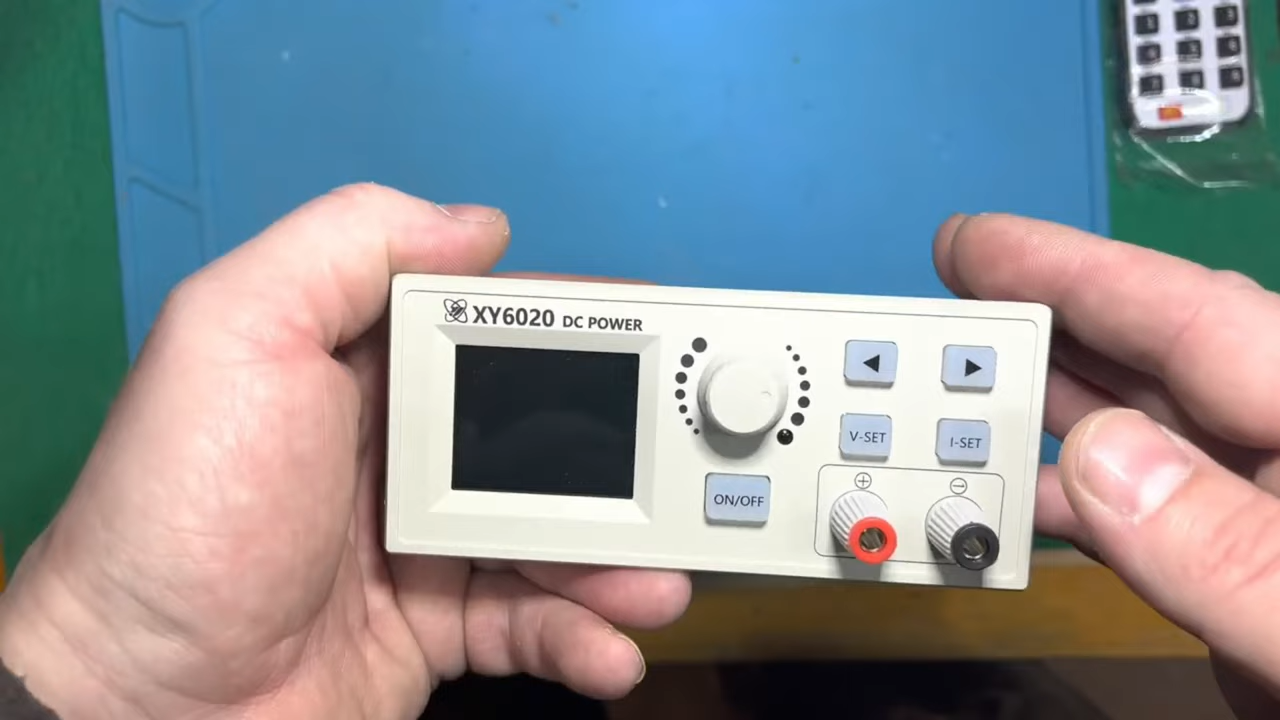 XY6020 DC POWER
◀ ▶
V-SET I-SET
ON/OFF
+ −